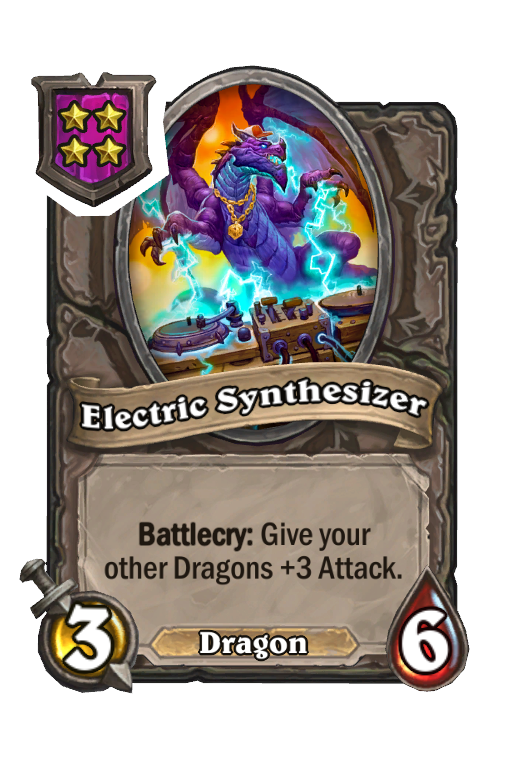 Electric Synthesizer
Battlecry: Give your
other Dragons +3 Attack.
3
Dragon
6